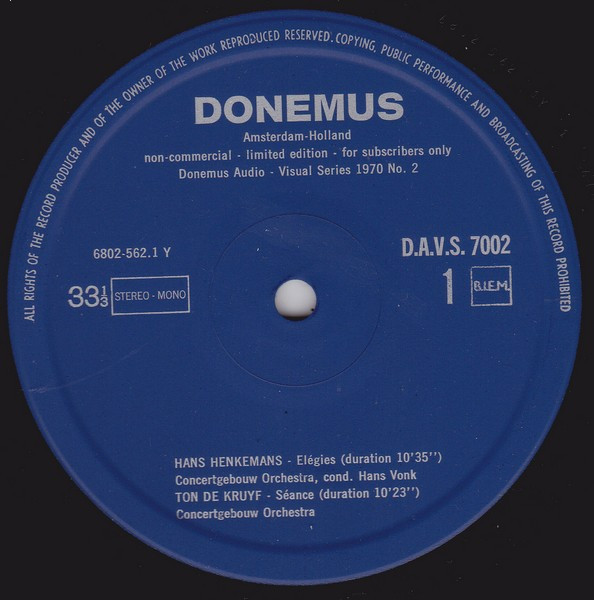 ALL RIGHTS OF THE RECORD PRODUCER AND OF THE OWNER OF THE WORK REPRODUCED RESERVED. COPYING, PUBLIC PERFORMANCE AND BROADCASTING OF THIS RECORD PROHIBITED
DONEMUS
Amsterdam-Holland
non-commercial - limited edition - for subscribers only
Donemus Audio - Visual Series 1970 No. 2
6802-562.1 Y
D.A.V.S. 7002
33⅓ STEREO - MONO
1 B.I.E.M.
HANS HENKEMANS - Elégies (duration 10'35'')
Concertgebouw Orchestra, cond. Hans Vonk
TON DE KRUYF - Séance (duration 10'23'')
Concertgebouw Orchestra